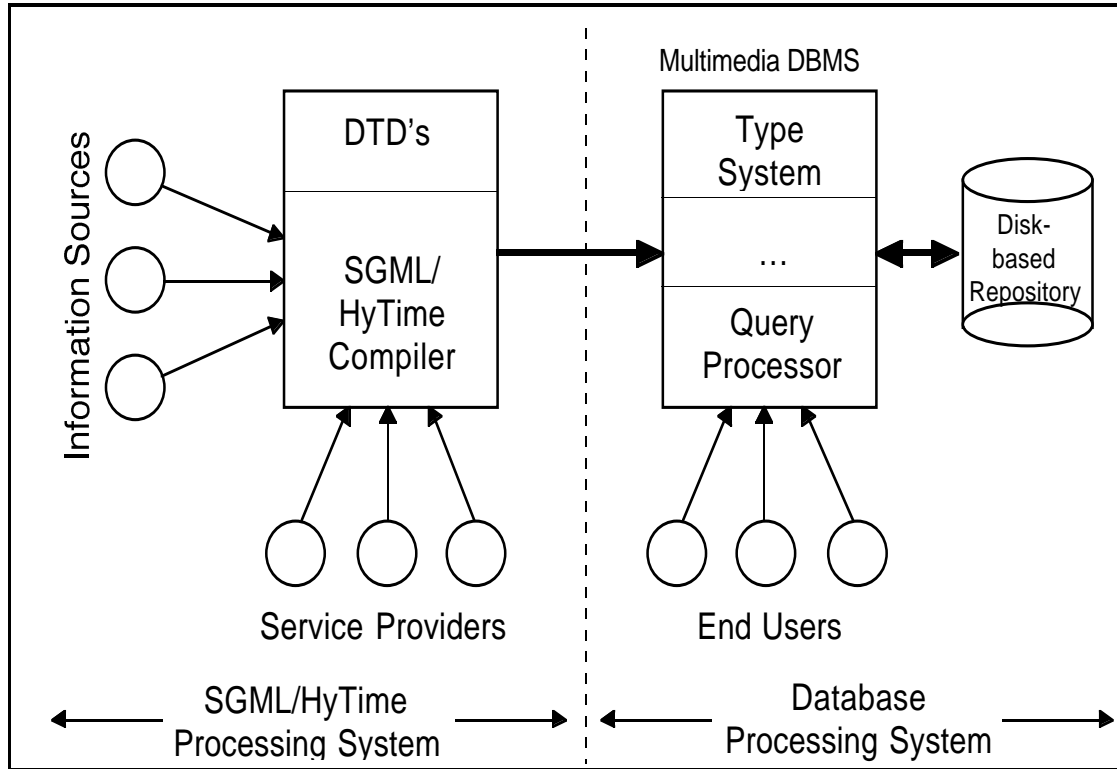 Multimedia DBMS
Information Sources
DTD's
SGML/
HyTime
Compiler
Type
System
...
Query
Processor
Disk-
based
Repository
Service Providers
End Users
SGML/HyTime
Processing System
Database
Processing System